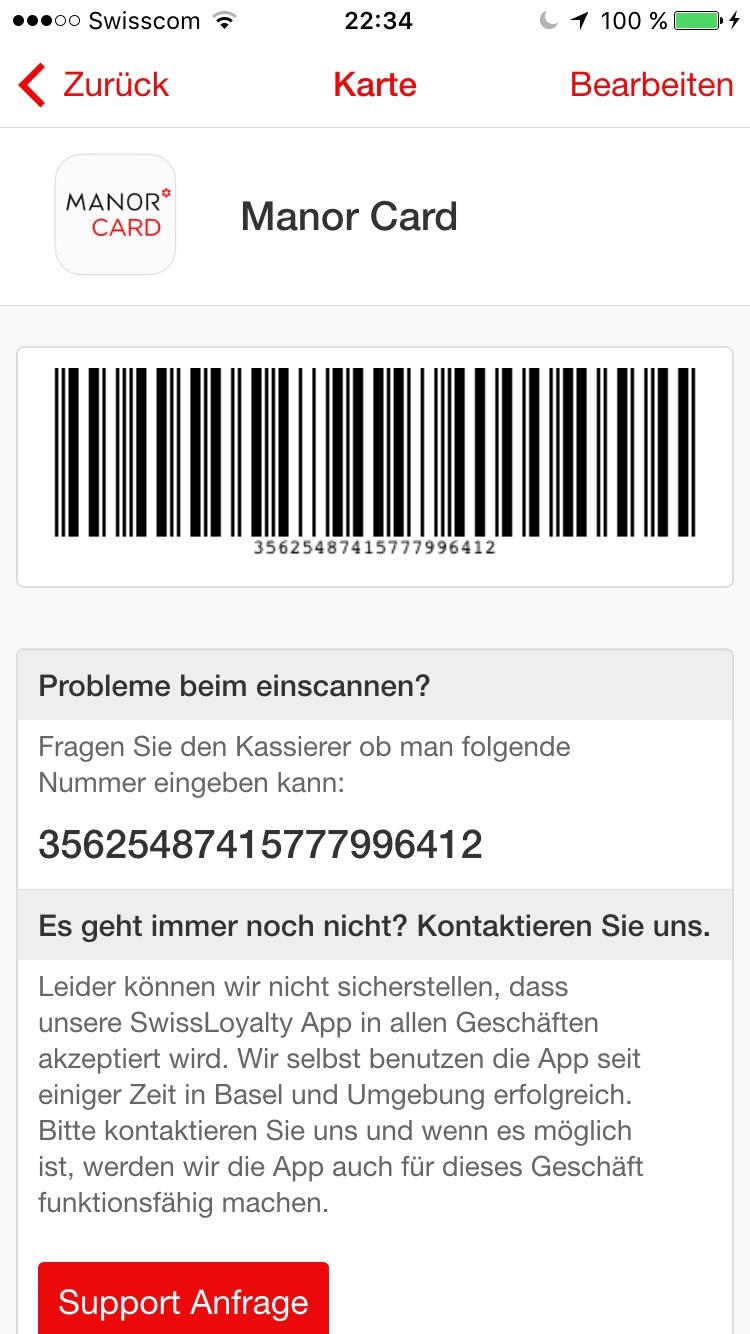 Swisscom 22:34 100 %
Zurück Karte Bearbeiten
MANOR
CARD
Manor Card
35625487415777996412
Probleme beim einscannen?
Fragen Sie den Kassierer ob man folgende
Nummer eingeben kann:
35625487415777996412
Es geht immer noch nicht? Kontaktieren Sie uns.
Leider können wir nicht sicherstellen, dass
unsere SwissLoyalty App in allen Geschäften
akzeptiert wird. Wir selbst benutzen die App seit
einiger Zeit in Basel und Umgebung erfolgreich.
Bitte kontaktieren Sie uns und wenn es möglich
ist, werden wir die App auch für dieses Geschäft
funktionsfähig machen.
Support Anfrage